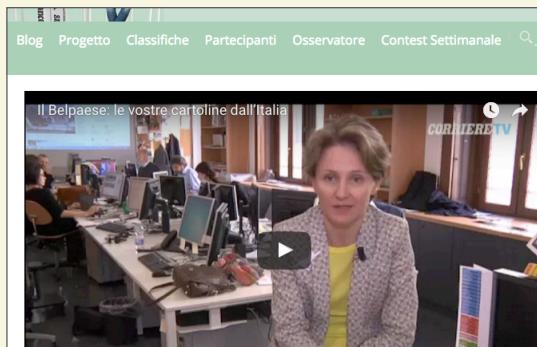 Blog Progetto Classifiche Partecipanti Osservatore Contest Settimanale
Il Belpaese: le vostre cartoline dall'Italia
CORRIERETV